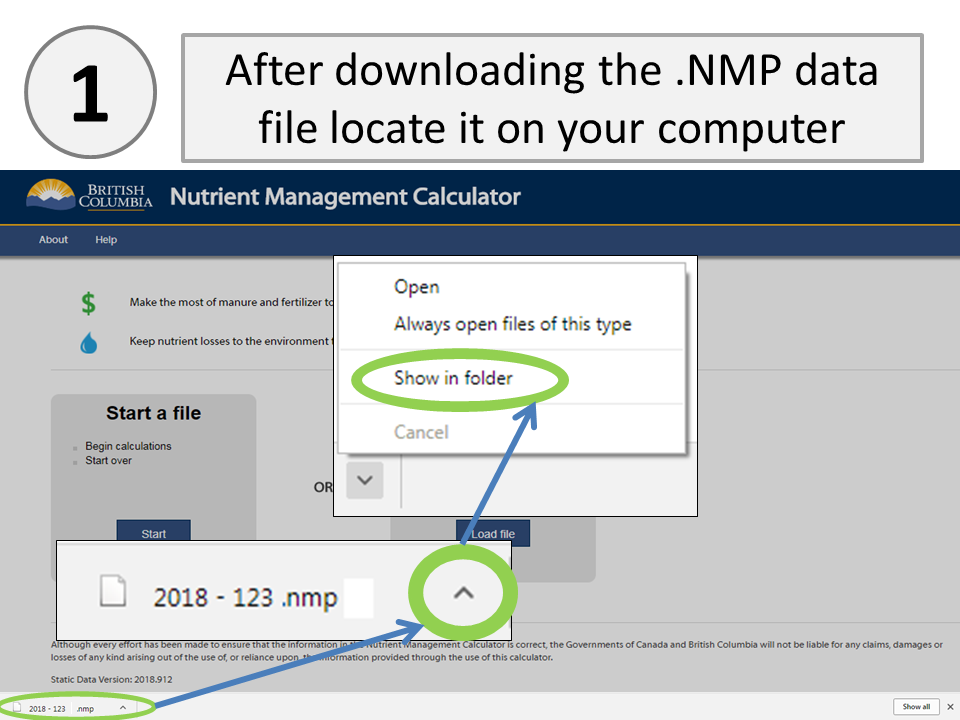 1
After downloading the .NMP data
file locate it on your computer
BRITISH
COLUMBIA
Nutrient Management Calculator
About Help
Make the most of manure and fertilizer to
Keep nutrient losses to the environment
Open
Always open files of this type
Show in folder
Cancel
Start a file
Begin calculations
Start over
OR
Start
Load file
2018 - 123 .nmp
Although every effort has been made to ensure that the information in the Nutrient Management Calculator is correct, the Governments of Canada and British Columbia will not be liable for any claims, damages or
losses of any kind arising out of the use of, or reliance upon, the information provided through the use of this calculator.
Static Data Version: 2018.912
2018 - 123 .nmp
Show all